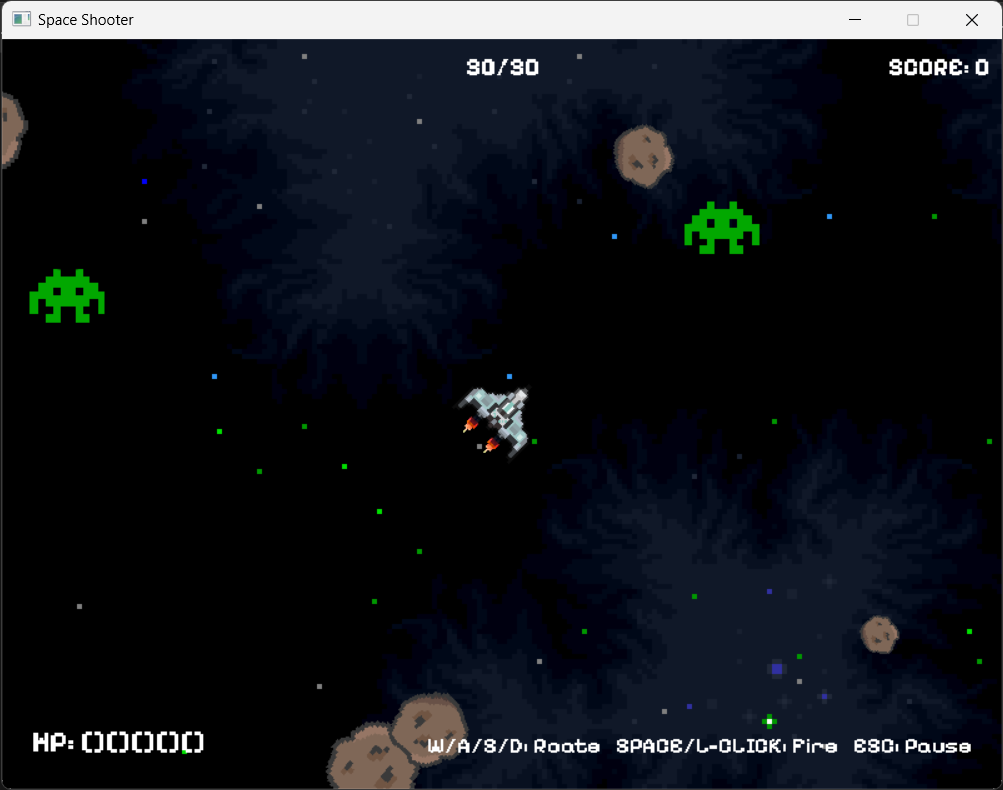 Space Shooter
30/30
SCORE: 0
HP: ()()()()()
W/A/S/D: Roate SPACE/L-CLICK: Fire ESC: Pause